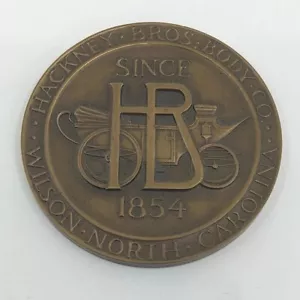 · HACKNEY · BROS · BODY · CO ·
WILSON · NORTH · CAROLINA
SINCE
HB
1854